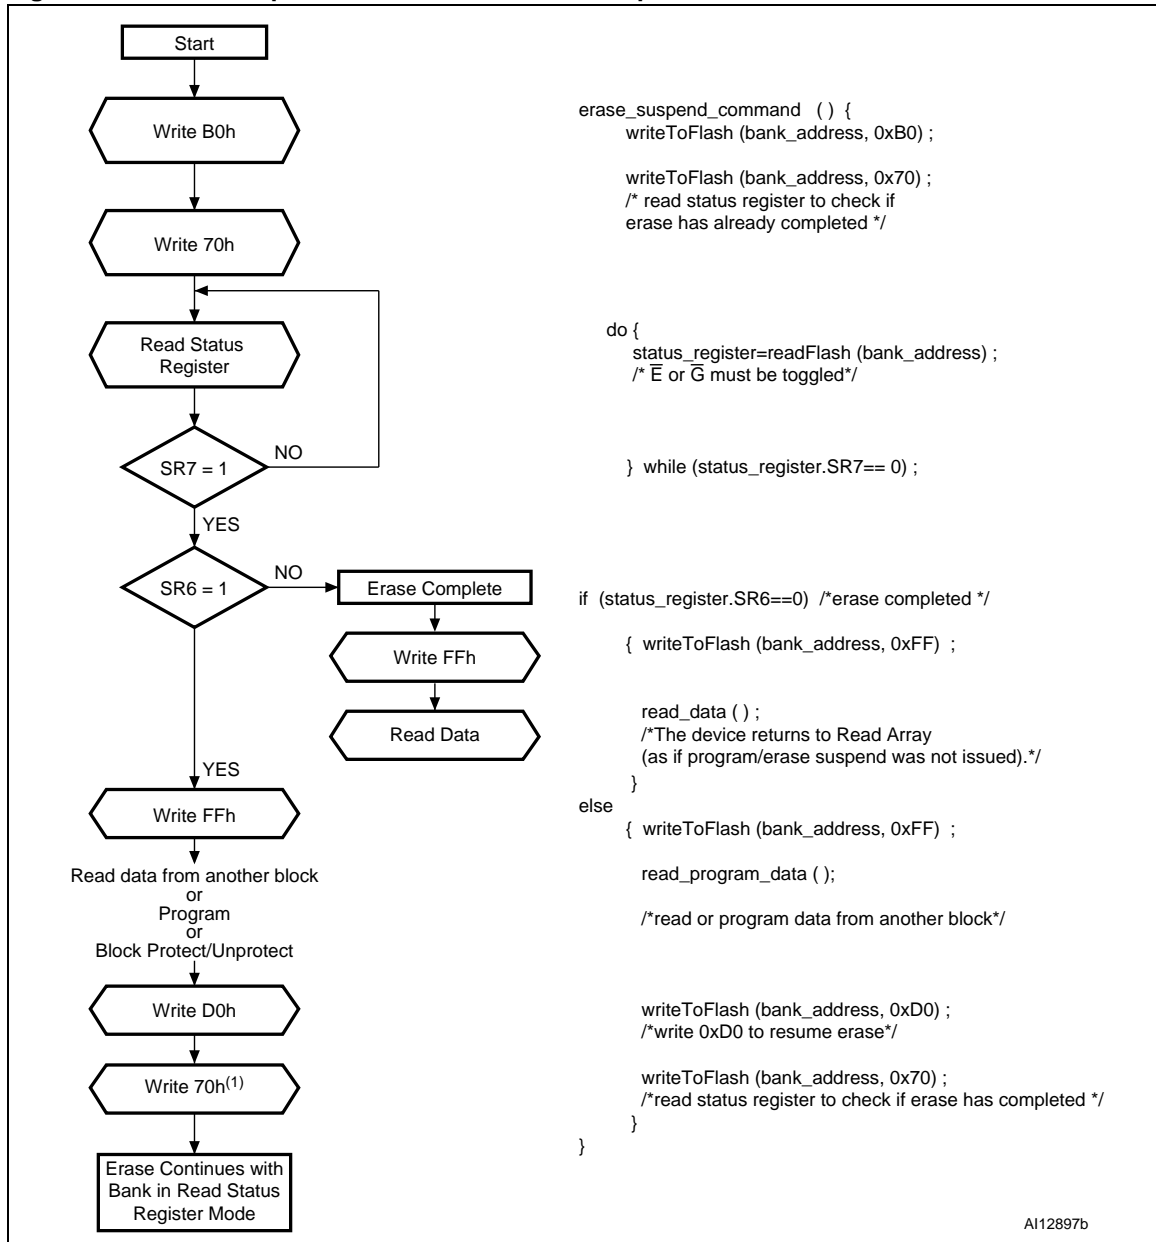 Start
Write B0h
Write 70h
Read Status
Register
SR7 = 1
NO
YES
SR6 = 1
NO
Erase Complete
Write FFh
Read Data
YES
Write FFh
Read data from another block
or
Program
or
Block Protect/Unprotect
Write D0h
Write 70h(1)
Erase Continues with
Bank in Read Status
Register Mode
erase_suspend_command ( ) {
writeToFlash (bank_address, 0xB0) ;
writeToFlash (bank_address, 0x70) ;
/* read status register to check if
erase has already completed */
do {
status_register=readFlash (bank_address) ;
/* E̅ or G̅ must be toggled*/
} while (status_register.SR7== 0) ;
if (status_register.SR6==0) /*erase completed */
{ writeToFlash (bank_address, 0xFF) ;
read_data ( ) ;
/*The device returns to Read Array
(as if program/erase suspend was not issued).*/
}
else
{ writeToFlash (bank_address, 0xFF) ;
read_program_data ( );
/*read or program data from another block*/
writeToFlash (bank_address, 0xD0) ;
/*write 0xD0 to resume erase*/
writeToFlash (bank_address, 0x70) ;
/*read status register to check if erase has completed */
}
}
AI12897b